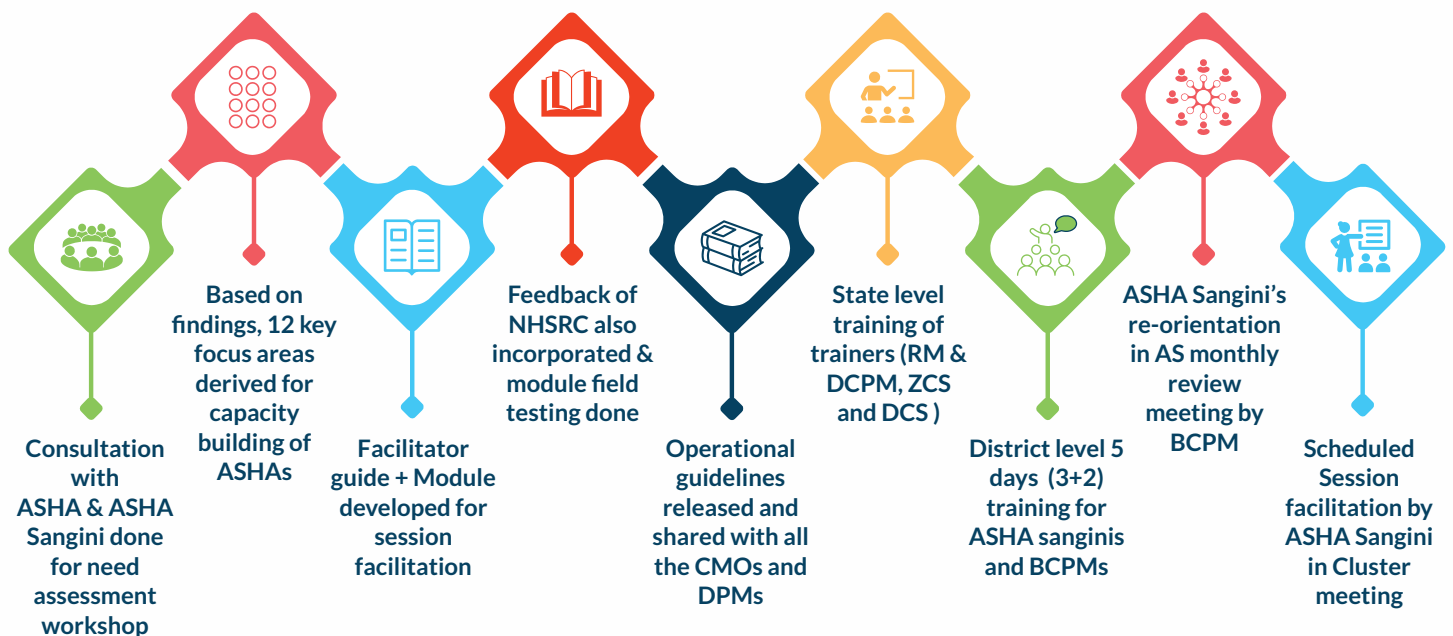 Consultation
with
ASHA & ASHA
Sangini done
for need
assessment
workshop
Based on
findings, 12 key
focus areas
derived for
capacity
building of
ASHAs
Facilitator
guide + Module
developed for
session
facilitation
Feedback of
NHSRC also
incorporated &
module field
testing done
Operational
guidelines
released and
shared with all
the CMOs and
DPMs
State level
training of
trainers (RM &
DCPM, ZCS
and DCS )
District level 5
days (3+2)
training for
ASHA sanginis
and BCPMs
ASHA Sangini’s
re-orientation
in AS monthly
review
meeting by
BCPM
Scheduled
Session
facilitation by
ASHA Sangini
in Cluster
meeting